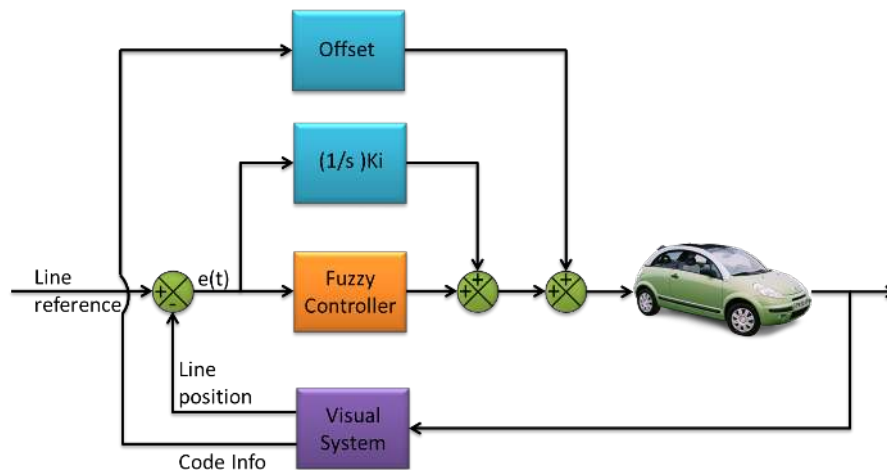 Offset
(1/s )Ki
Line
reference
+
-
e(t)
Fuzzy
Controller
+
+
+
+
Line
position
Visual
System
Code Info